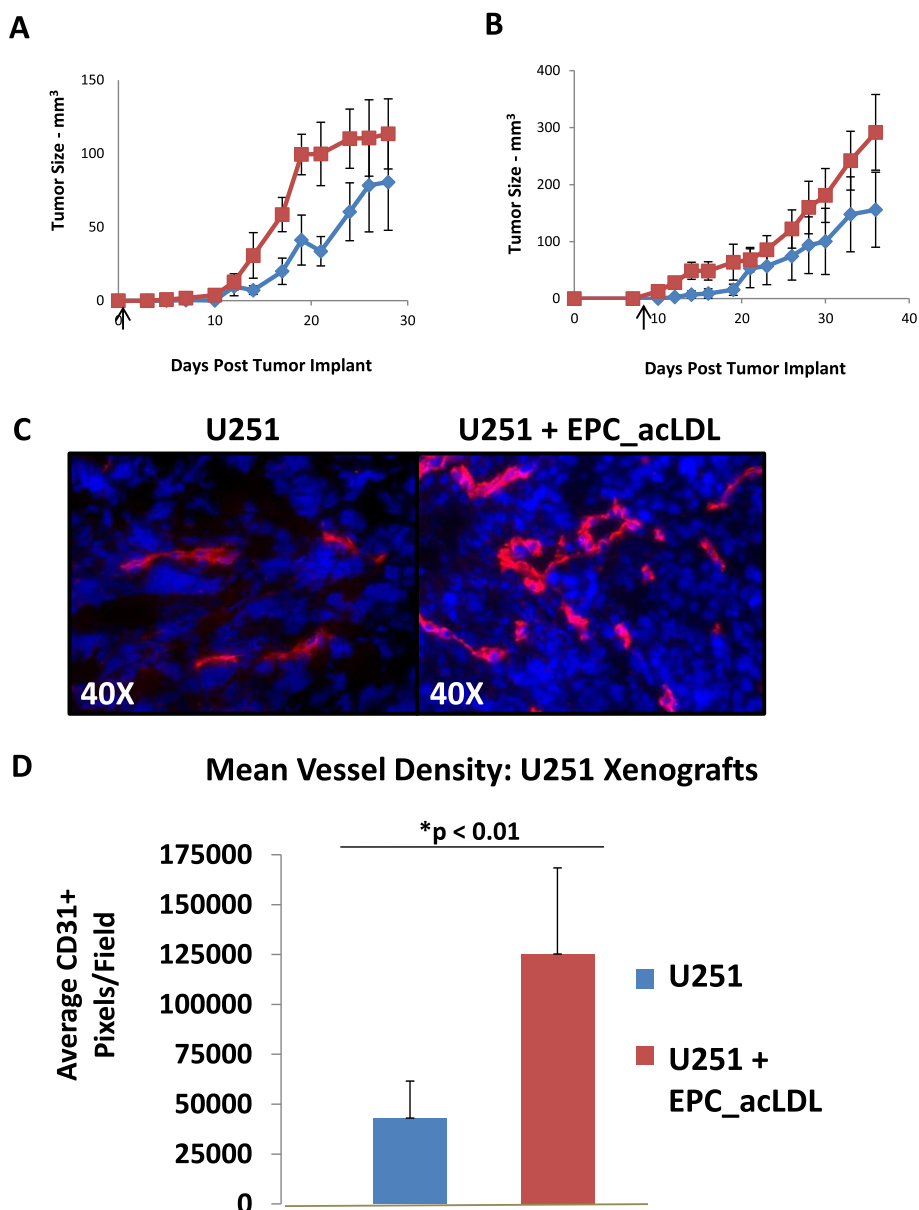 A
Tumor Size - mm³
150
100
50
0
0
10
20
30
Days Post Tumor Implant
B
Tumor Size - mm³
400
300
200
100
0
0
10
20
30
40
Days Post Tumor Implant
C
U251
U251 + EPC_acLDL
40X
40X
D
Mean Vessel Density: U251 Xenografts
*p < 0.01
Average CD31+
Pixels/Field
175000
150000
125000
100000
75000
50000
25000
0
U251
U251 +
EPC_acLDL